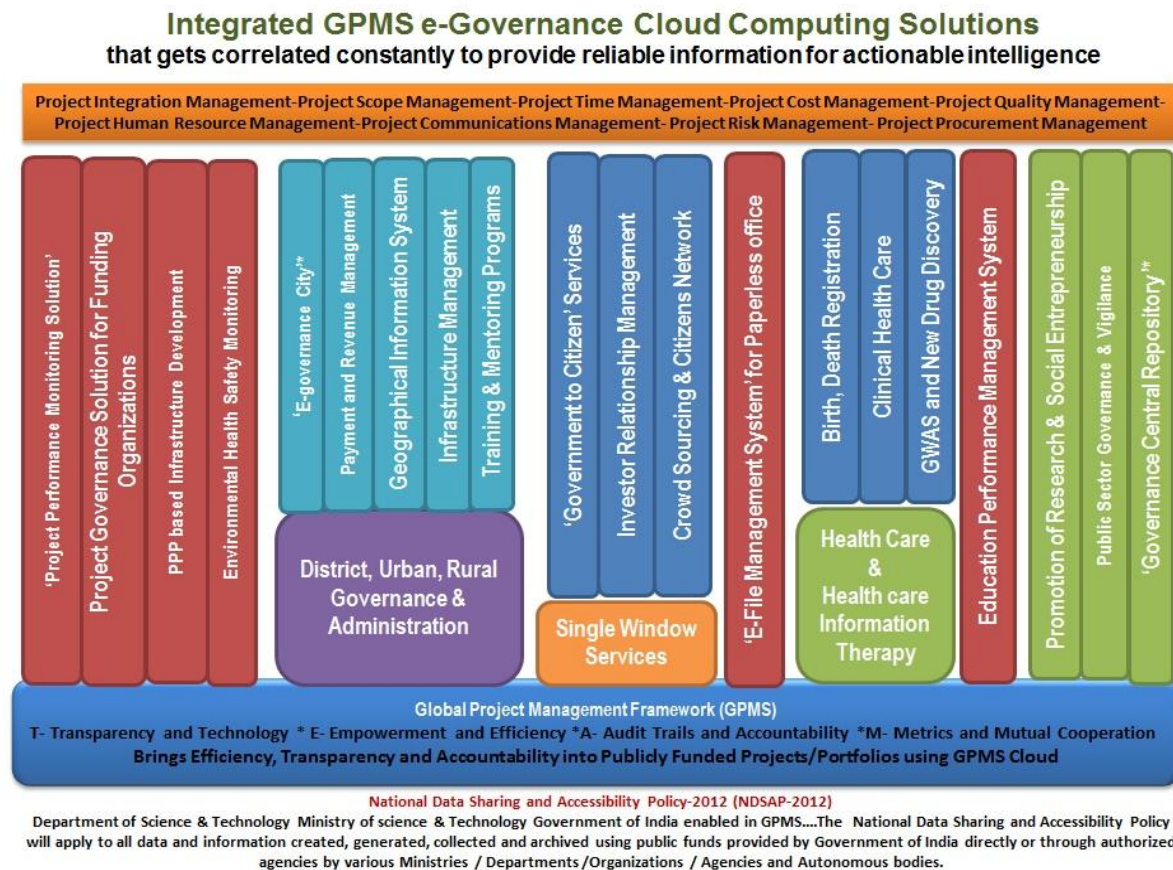 Integrated GPMS e-Governance Cloud Computing Solutions
that gets correlated constantly to provide reliable information for actionable intelligence
Project Integration Management-Project Scope Management-Project Time Management-Project Cost Management-Project Quality Management-
Project Human Resource Management-Project Communications Management- Project Risk Management- Project Procurement Management
'Project Performance Monitoring Solution'
Project Governance Solution for Funding
Organizations
PPP based Infrastructure Development
Environmental Health Safety Monitoring
'E-governance City'*
Payment and Revenue Management
Geographical Information System
Infrastructure Management
Training & Mentoring Programs
District, Urban, Rural
Governance &
Administration
'Government to Citizen' Services
Investor Relationship Management
Crowd Sourcing & Citizens Network
Single Window
Services
'E-File Management System' for Paperless office
Birth, Death Registration
Clinical Health Care
GWAS and New Drug Discovery
Health Care
&
Health care
Information
Therapy
Education Performance Management System
Promotion of Research & Social Entrepreneurship
Public Sector Governance & Vigilance
'Governance Central Repository'*
Global Project Management Framework (GPMS)
T- Transparency and Technology * E- Empowerment and Efficiency *A- Audit Trails and Accountability *M- Metrics and Mutual Cooperation
Brings Efficiency, Transparency and Accountability into Publicly Funded Projects/Portfolios using GPMS Cloud
National Data Sharing and Accessibility Policy-2012 (NDSAP-2012)
Department of Science & Technology Ministry of science & Technology Government of India enabled in GPMS....The National Data Sharing and Accessibility Policy
will apply to all data and information created, generated, collected and archived using public funds provided by Government of India directly or through authorized
agencies by various Ministries / Departments /Organizations / Agencies and Autonomous bodies.